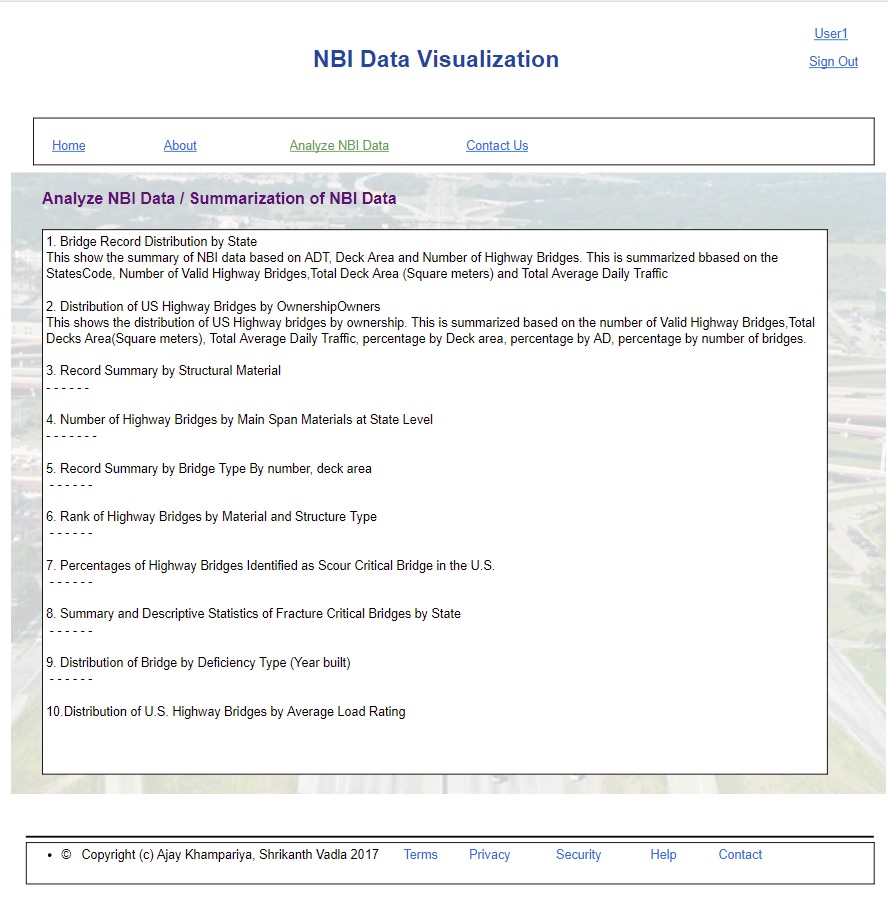 User1
NBI Data Visualization
Sign Out
Home About Analyze NBI Data Contact Us
Analyze NBI Data / Summarization of NBI Data
1. Bridge Record Distribution by State
This show the summary of NBI data based on ADT, Deck Area and Number of Highway Bridges. This is summarized bbased on the
StatesCode, Number of Valid Highway Bridges,Total Deck Area (Square meters) and Total Average Daily Traffic
2. Distribution of US Highway Bridges by OwnershipOwners
This shows the distribution of US Highway bridges by ownership. This is summarized based on the number of Valid Highway Bridges,Total
Decks Area(Square meters), Total Average Daily Traffic, percentage by Deck area, percentage by AD, percentage by number of bridges.
3. Record Summary by Structural Material
- - - - - -
4. Number of Highway Bridges by Main Span Materials at State Level
- - - - - - -
5. Record Summary by Bridge Type By number, deck area
- - - - - -
6. Rank of Highway Bridges by Material and Structure Type
- - - - - -
7. Percentages of Highway Bridges Identified as Scour Critical Bridge in the U.S.
- - - - - -
8. Summary and Descriptive Statistics of Fracture Critical Bridges by State
- - - - - -
9. Distribution of Bridge by Deficiency Type (Year built)
- - - - - -
10.Distribution of U.S. Highway Bridges by Average Load Rating
• © Copyright (c) Ajay Khampariya, Shrikanth Vadla 2017 Terms Privacy Security Help Contact